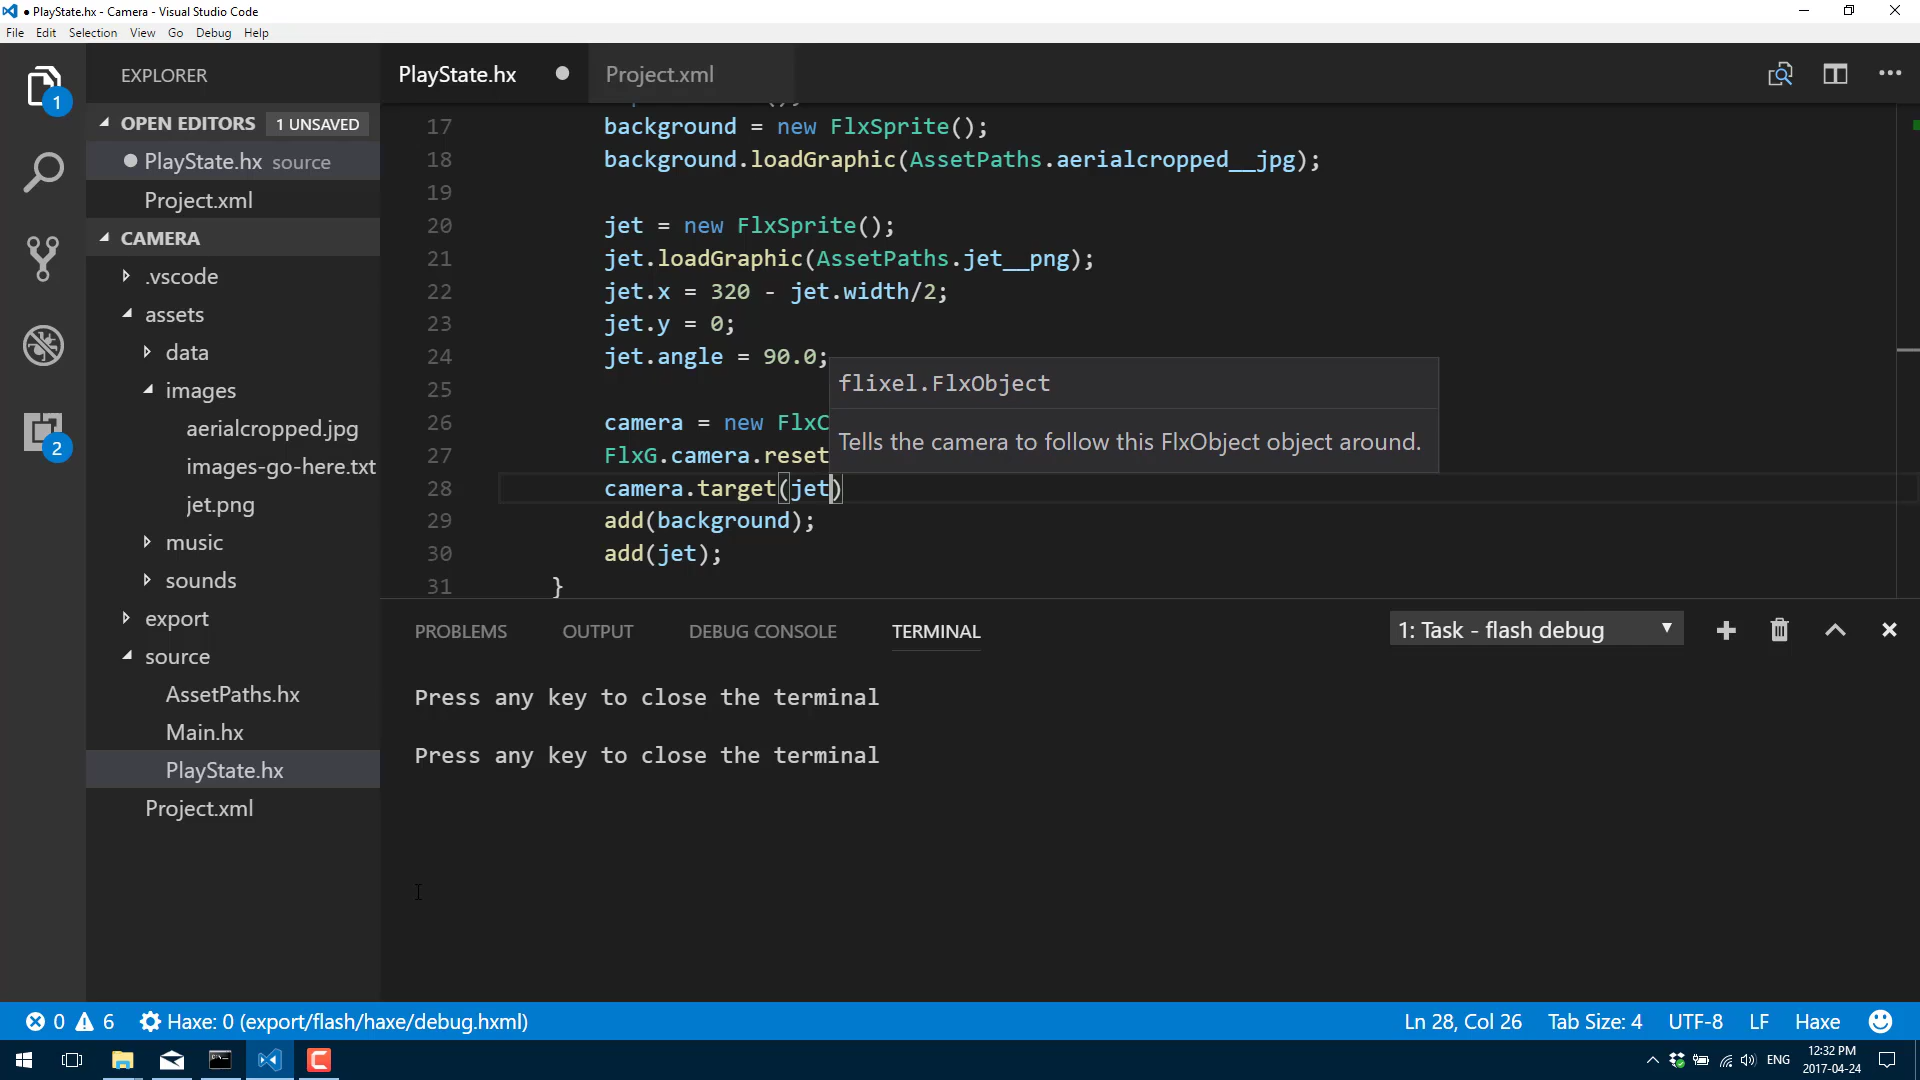 ● PlayState.hx - Camera - Visual Studio Code
File Edit Selection View Go Debug Help
EXPLORER
PlayState.hx
Project.xml
1
OPEN EDITORS 1 UNSAVED
PlayState.hx source
Project.xml
CAMERA
.vscode
assets
data
images
aerialcropped.jpg
images-go-here.txt
jet.png
music
sounds
export
source
AssetPaths.hx
Main.hx
PlayState.hx
Project.xml
2
17 background = new FlxSprite();
18 background.loadGraphic(AssetPaths.aerialcropped__jpg);
19
20 jet = new FlxSprite();
21 jet.loadGraphic(AssetPaths.jet__png);
22 jet.x = 320 - jet.width/2;
23 jet.y = 0;
24 jet.angle = 90.0;
25
26 camera = new FlxC
27 FlxG.camera.reset
28 camera.target(jet)
29 add(background);
30 add(jet);
31 }
flixel.FlxObject
Tells the camera to follow this FlxObject object around.
PROBLEMS OUTPUT DEBUG CONSOLE TERMINAL
1: Task - flash debug
Press any key to close the terminal
Press any key to close the terminal
0 6 Haxe: 0 (export/flash/haxe/debug.hxml)
Ln 28, Col 26 Tab Size: 4 UTF-8 LF Haxe
ENG
12:32 PM
2017-04-24